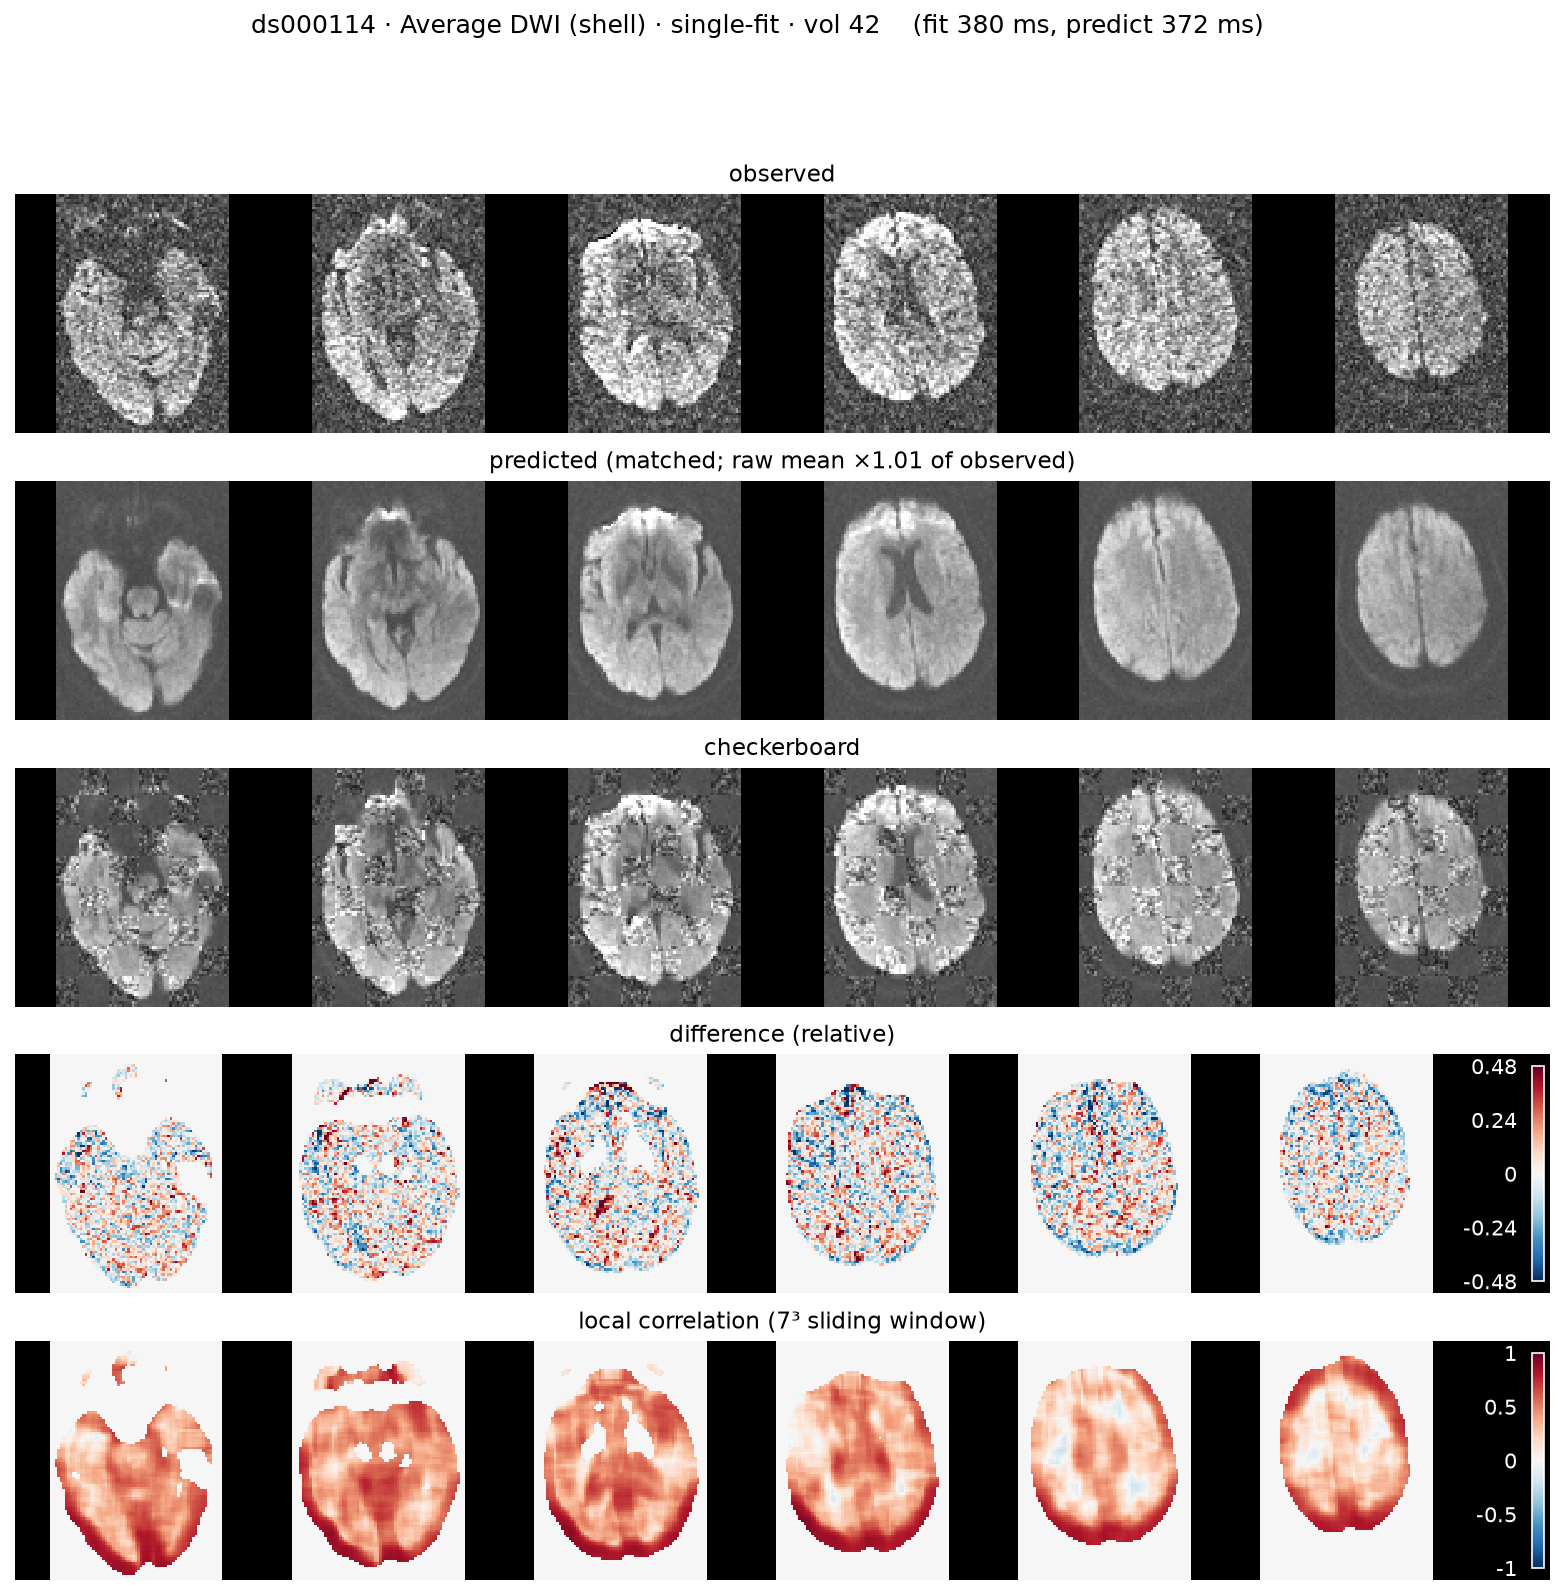 ds000114 · Average DWI (shell) · single-fit · vol 42    (fit 380 ms, predict 372 ms)
observed
predicted (matched; raw mean ×1.01 of observed)
checkerboard
difference (relative)
0.48
0.24
0
-0.24
-0.48
local correlation (7³ sliding window)
1
0.5
0
-0.5
-1